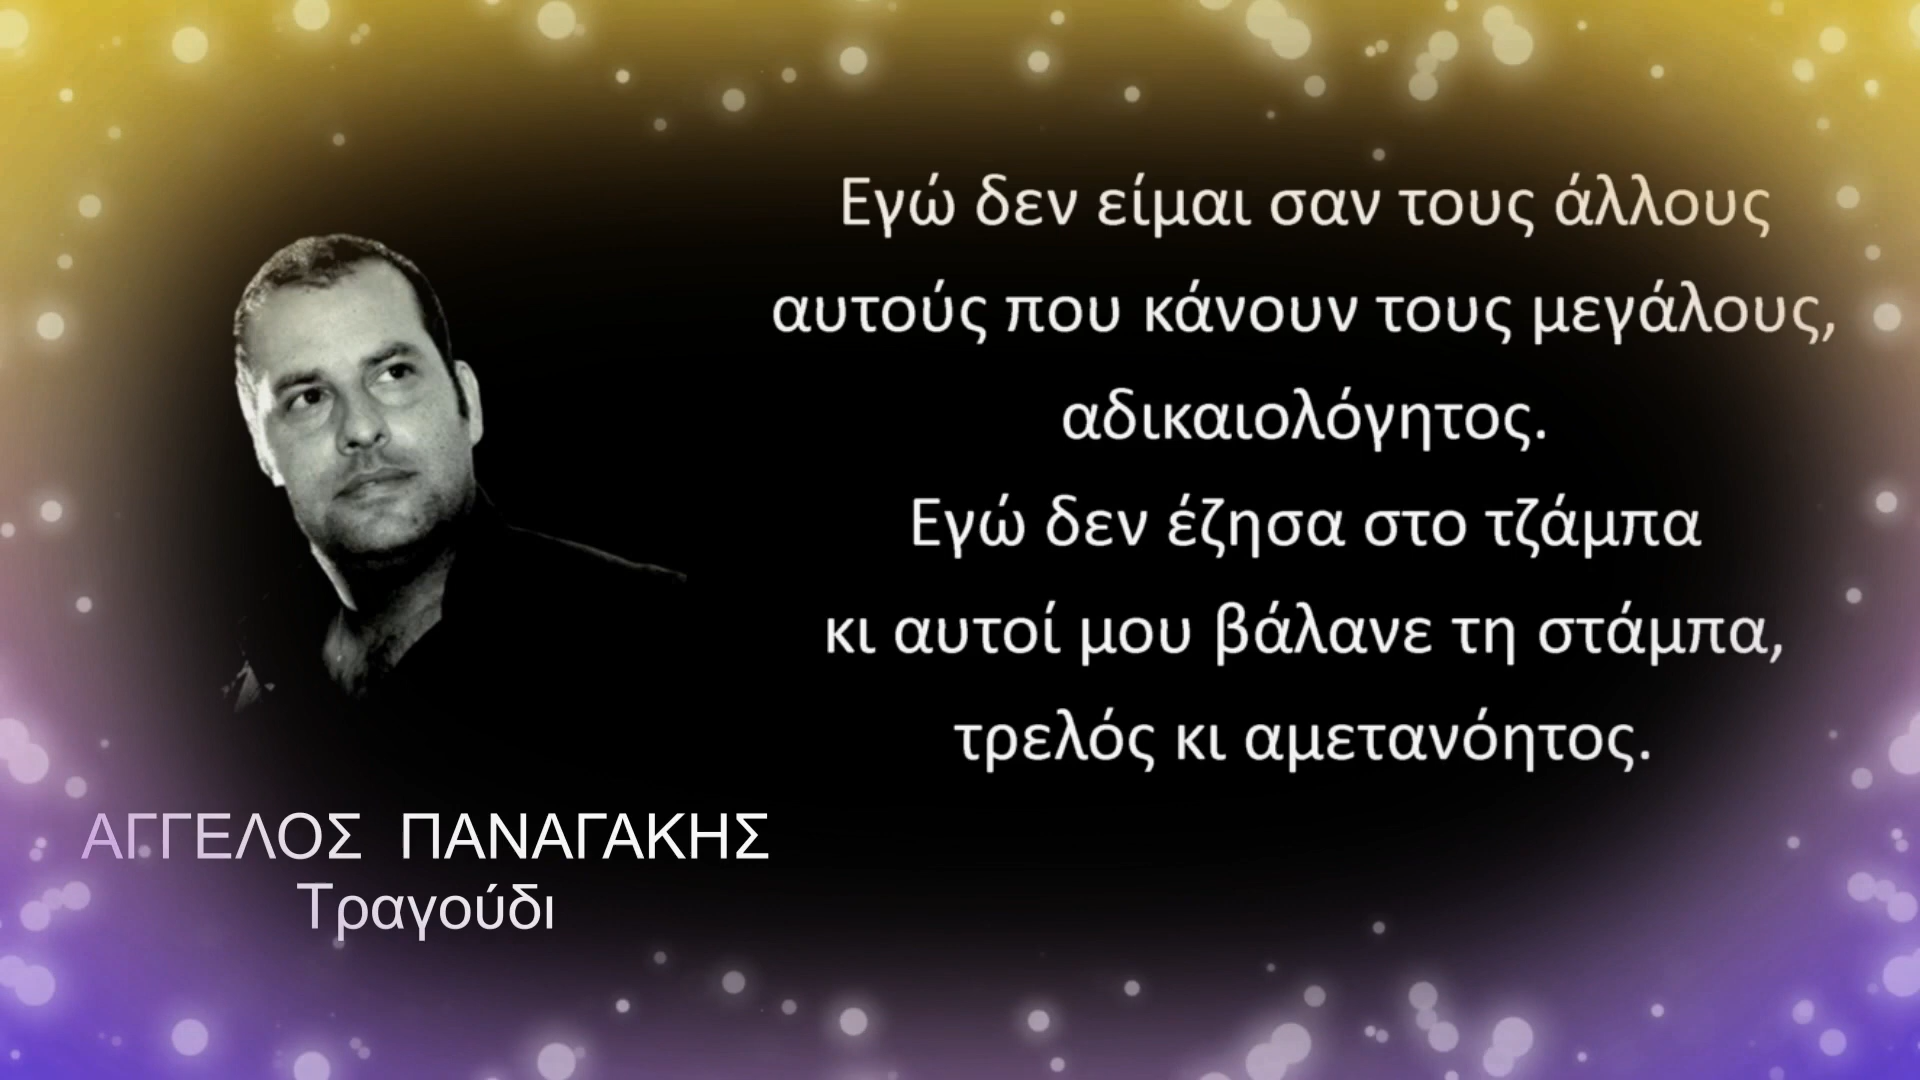 Εγώ δεν είμαι σαν τους άλλους
αυτούς που κάνουν τους μεγάλους,
αδικαιολόγητος.
Εγώ δεν έζησα στο τζάμπα
κι αυτοί μου βάλανε τη στάμπα,
τρελός κι αμετανόητος.
ΑΓΓΕΛΟΣ ΠΑΝΑΓΑΚΗΣ
Τραγούδι